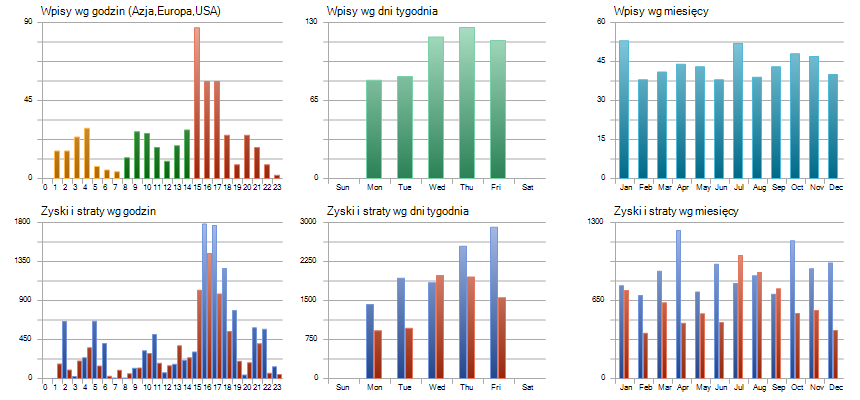 Wpisy wg godzin (Azja,Europa,USA)
90
45
0
0 1 2 3 4 5 6 7 8 9 10 11 12 13 14 15 16 17 18 19 20 21 22 23
Wpisy wg dni tygodnia
130
65
0
Sun Mon Tue Wed Thu Fri Sat
Wpisy wg miesięcy
60
45
30
15
0
Jan Feb Mar Apr May Jun Jul Aug Sep Oct Nov Dec
Zyski i straty wg godzin
1800
1350
900
450
0
0 1 2 3 4 5 6 7 8 9 10 11 12 13 14 15 16 17 18 19 20 21 22 23
Zyski i straty wg dni tygodnia
3000
2250
1500
750
0
Sun Mon Tue Wed Thu Fri Sat
Zyski i straty wg miesięcy
1300
650
0
Jan Feb Mar Apr May Jun Jul Aug Sep Oct Nov Dec